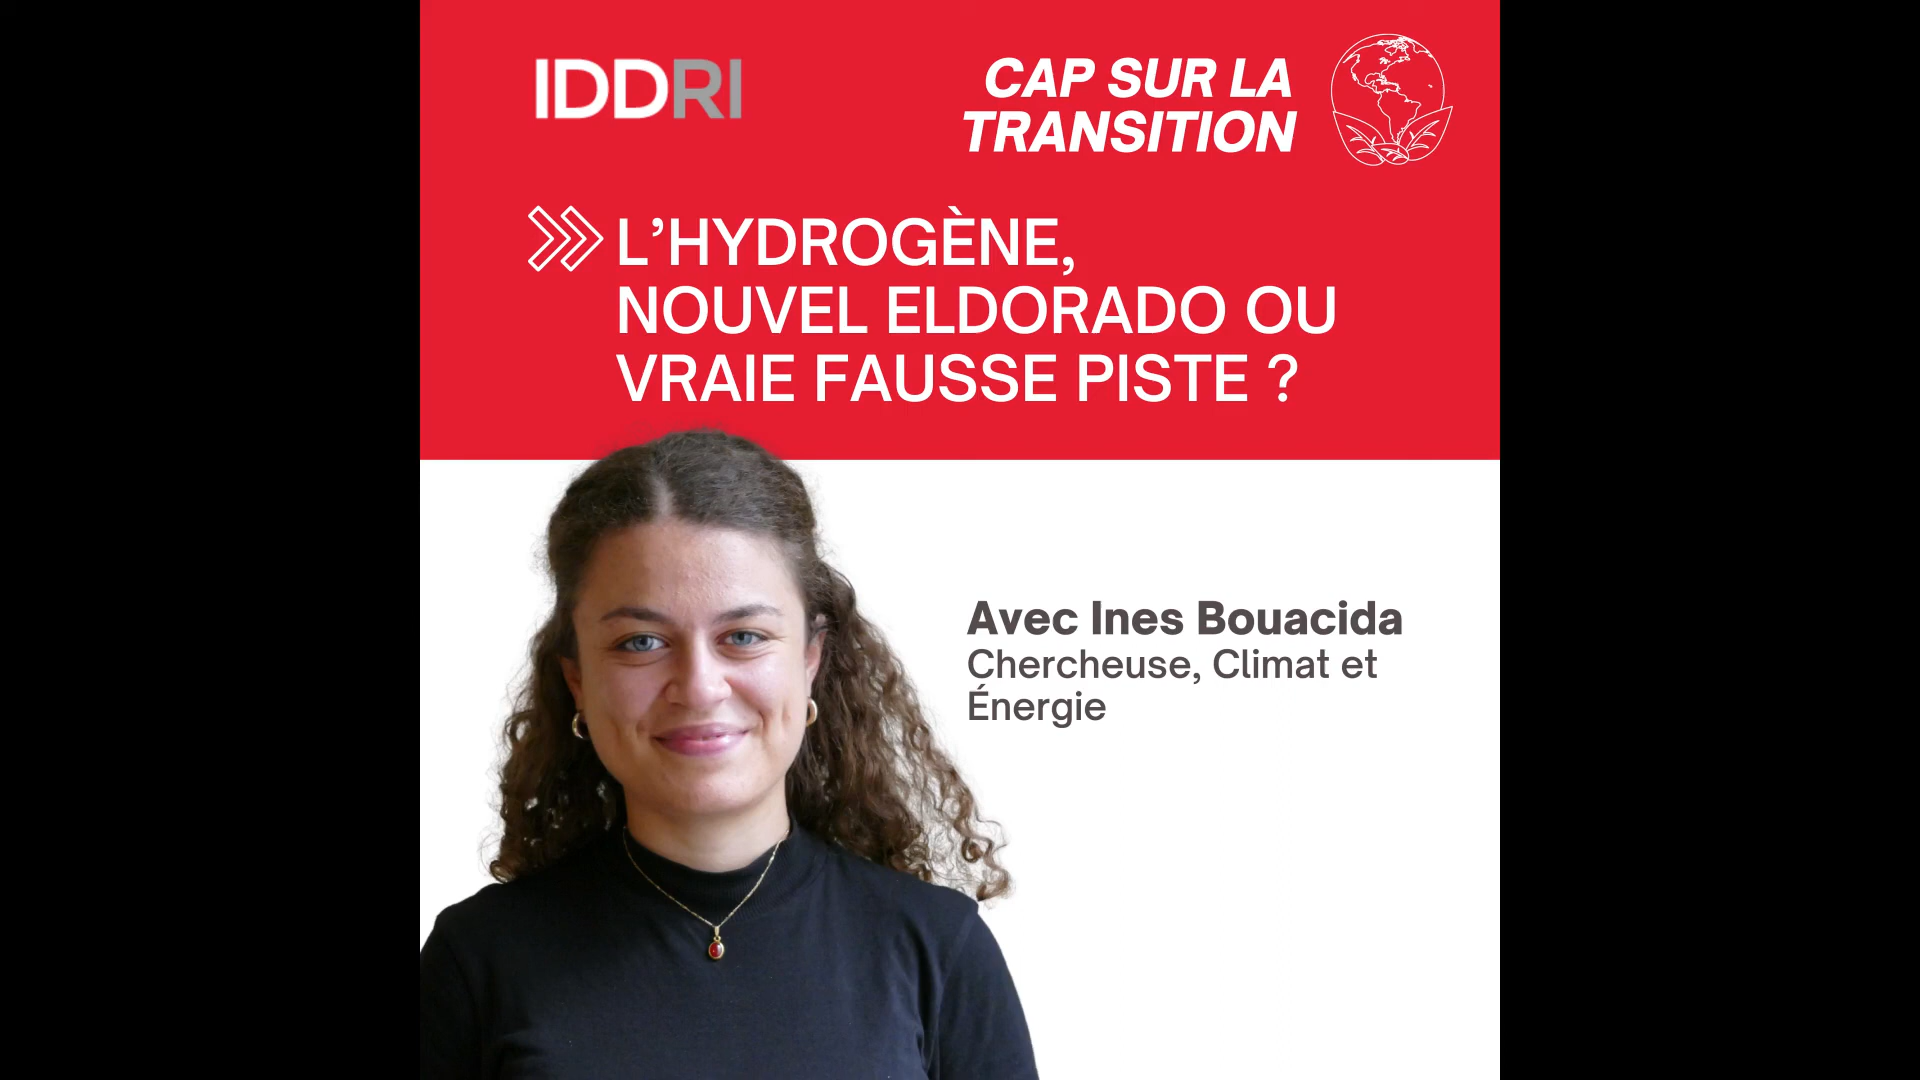 IDDRI
CAP SUR LA
TRANSITION
L’HYDROGÈNE,
NOUVEL ELDORADO OU
VRAIE FAUSSE PISTE ?
Avec Ines Bouacida
Chercheuse, Climat et
Énergie